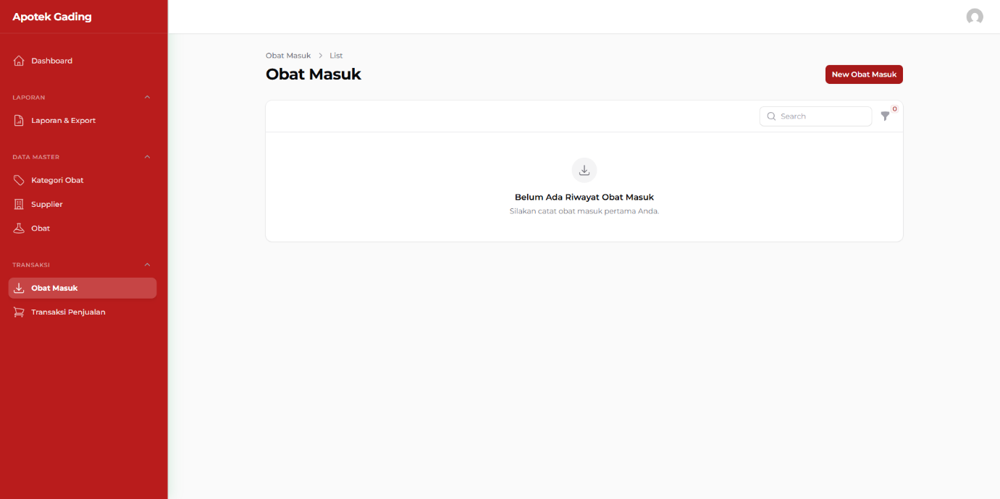 Apotek Gading
Dashboard
LAPORAN
Laporan & Export
DATA MASTER
Kategori Obat
Supplier
Obat
TRANSAKSI
Obat Masuk
Transaksi Penjualan
Obat Masuk > List
Obat Masuk
New Obat Masuk
Search
0
Belum Ada Riwayat Obat Masuk
Silakan catat obat masuk pertama Anda.